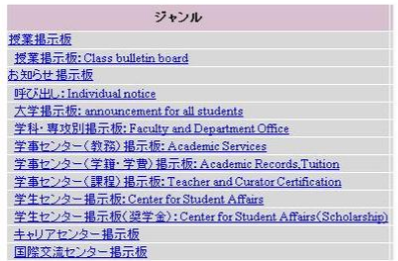 ジャンル
授業掲示板
授業掲示板: Class bulletin board
お知らせ掲示板
呼び出し: Individual notice
大学掲示板: announcement for all students
学科・専攻別掲示板: Faculty and Department Office
学事センター(教務)掲示板: Academic Services
学事センター(学籍・学費)掲示板: Academic Records,Tuition
学事センター(課程)掲示板: Teacher and Curator Certification
学生センター掲示板: Center for Student Affairs
学生センター掲示板(奨学金): Center for Student Affairs(Scholarship)
キャリアセンター掲示板
国際交流センター掲示板